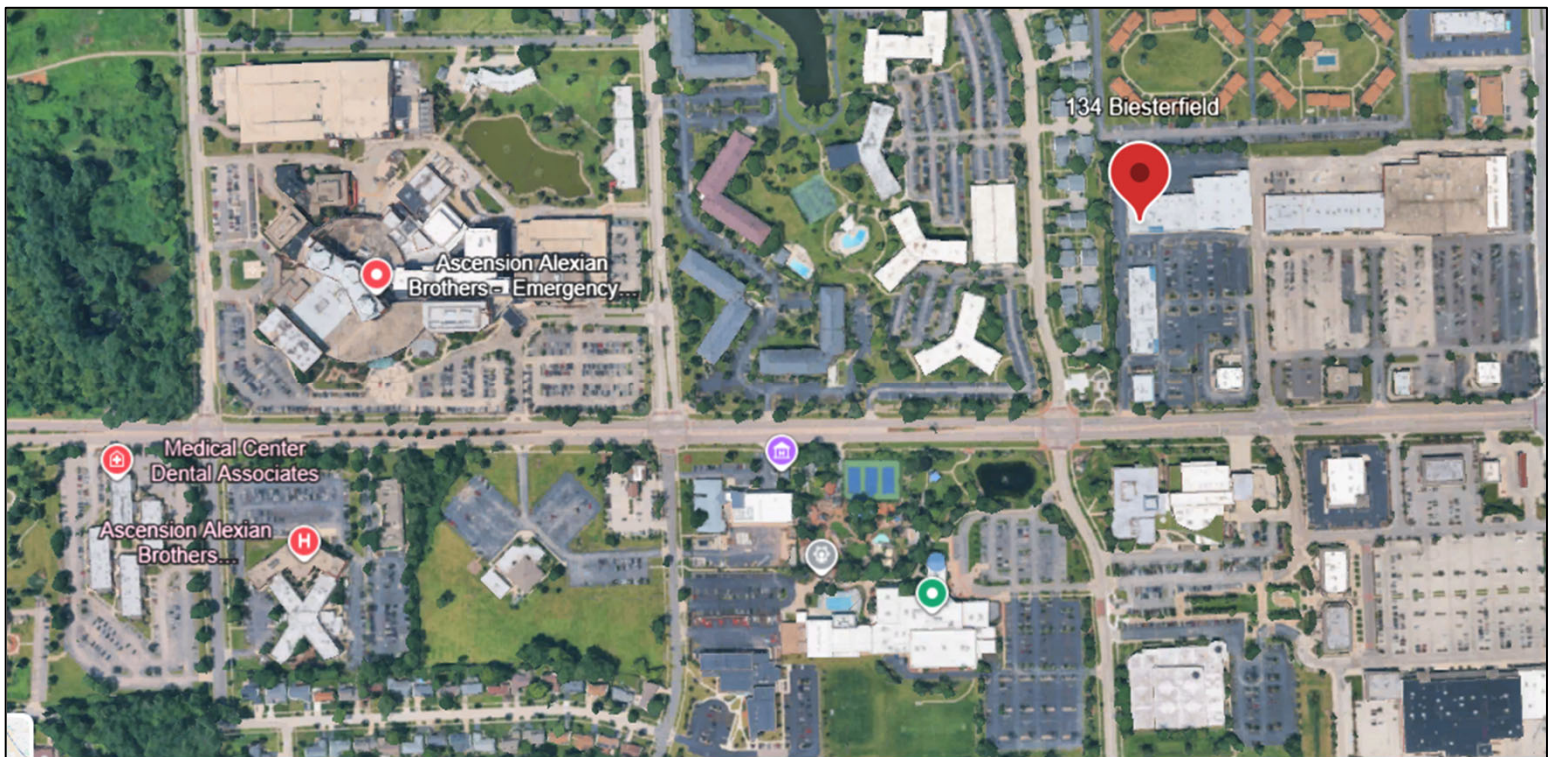 134 Biesterfield
Ascension Alexian
Brothers - Emergency...
Medical Center
Dental Associates
Ascension Alexian
Brothers...
H